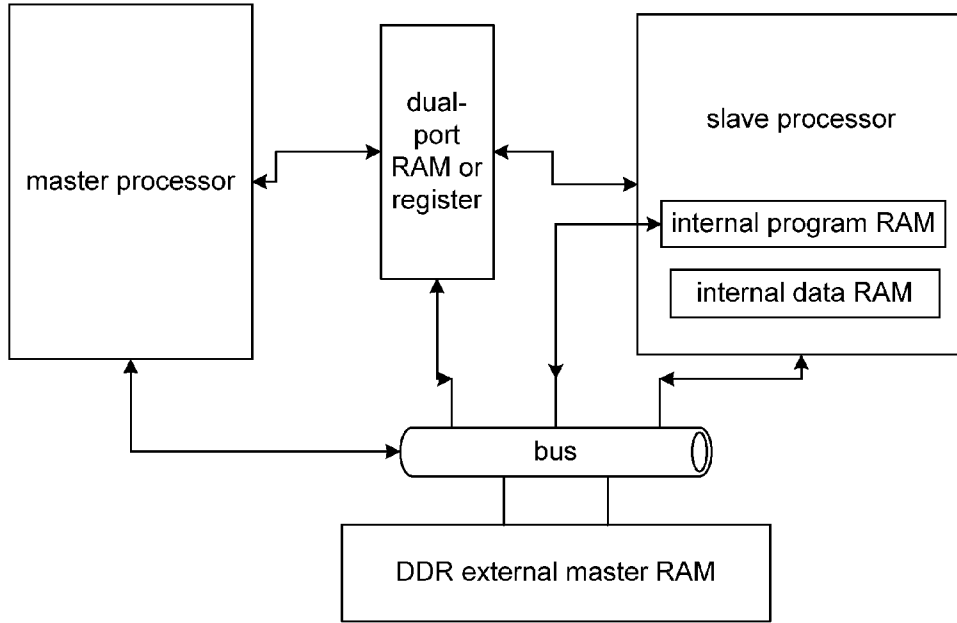 master processor
dual-
port
RAM or
register
slave processor
internal program RAM
internal data RAM
bus
DDR external master RAM